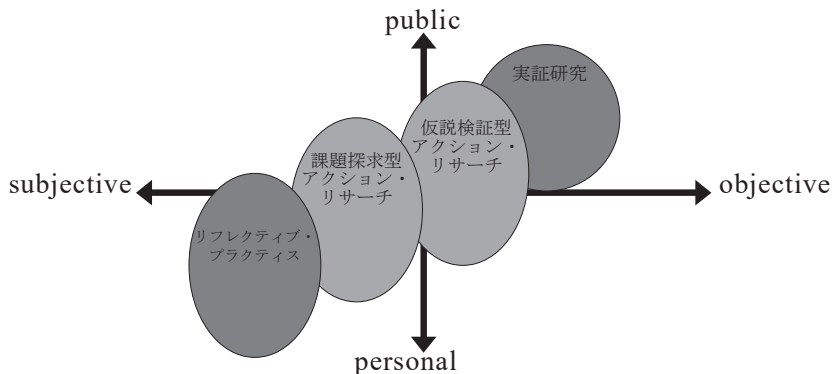 public
実証研究
仮説検証型
アクション・
リサーチ
課題探求型
アクション・
リサーチ
subjective
objective
リフレクティブ・
プラクティス
personal